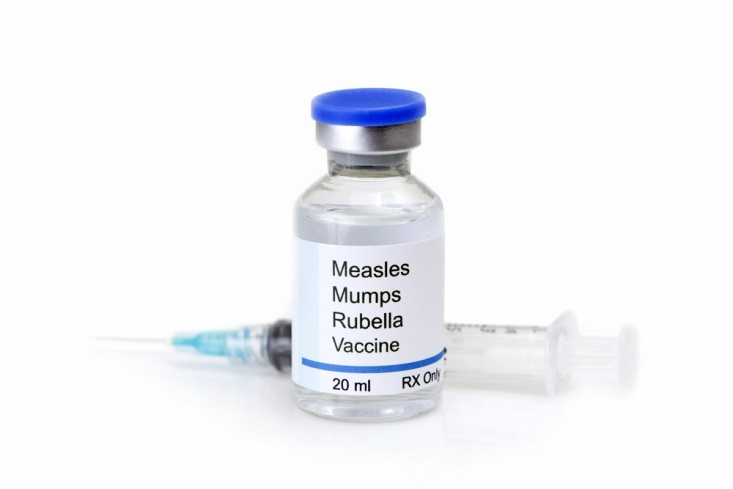 Measles
Mumps
Rubella
Vaccine
20 ml RX Only